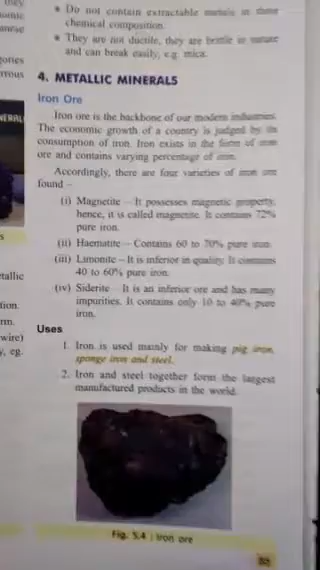 • Do not contain extractable metals in their
chemical composition.
• They are not ductile, they are brittle in nature
and can break easily, e.g. mica.
4. METALLIC MINERALS
Iron Ore
Iron ore is the backbone of our modern industries.
The economic growth of a country is judged by its
consumption of iron. Iron exists in the form of iron
ore and contains varying percentage of iron.
Accordingly, there are four varieties of iron ore
found –
(i) Magnetite – It possesses magnetic property,
hence, it is called magnetite. It contains 72%
pure iron.
(ii) Haematite – Contains 60 to 70% pure iron.
(iii) Limonite – It is inferior in quality. It contains
40 to 60% pure iron.
(iv) Siderite – It is an inferior ore and has many
impurities. It contains only 10 to 40% pure
iron.
Uses
1. Iron is used mainly for making pig iron,
sponge iron and steel.
2. Iron and steel together form the largest
manufactured products in the world.
Fig. 5.4 : Iron ore
tallic
tion.
rm.
wire)
y, eg.